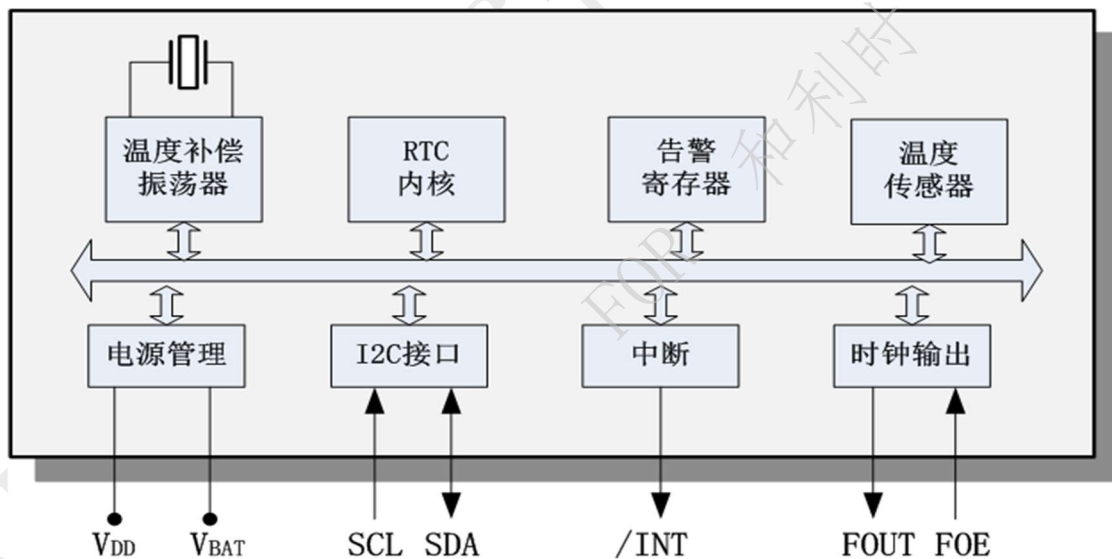 温度补偿
振荡器
RTC
内核
告警
寄存器
温度
传感器
电源管理
I2C接口
中断
时钟输出
VDD
VBAT
SCL
SDA
/INT
FOUT
FOE
FOR 和利时